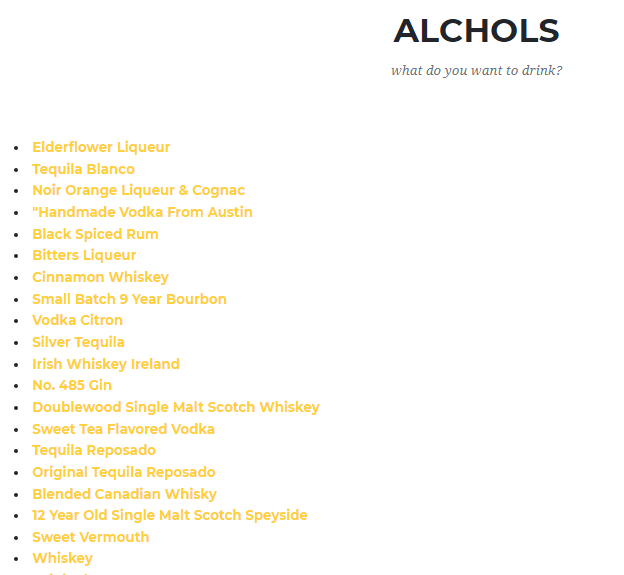 ALCHOLS
what do you want to drink?
Elderflower Liqueur
Tequila Blanco
Noir Orange Liqueur & Cognac
"Handmade Vodka From Austin
Black Spiced Rum
Bitters Liqueur
Cinnamon Whiskey
Small Batch 9 Year Bourbon
Vodka Citron
Silver Tequila
Irish Whiskey Ireland
No. 485 Gin
Doublewood Single Malt Scotch Whiskey
Sweet Tea Flavored Vodka
Tequila Reposado
Original Tequila Reposado
Blended Canadian Whisky
12 Year Old Single Malt Scotch Speyside
Sweet Vermouth
Whiskey